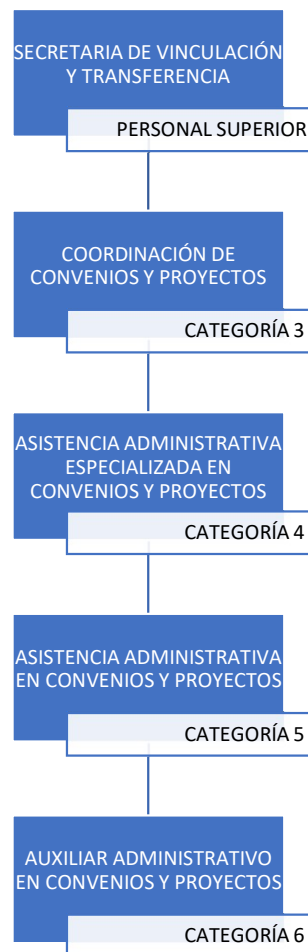 SECRETARIA DE VINCULACIÓN
Y TRANSFERENCIA
PERSONAL SUPERIOR
COORDINACIÓN DE
CONVENIOS Y PROYECTOS
CATEGORÍA 3
ASISTENCIA ADMINISTRATIVA
ESPECIALIZADA EN
CONVENIOS Y PROYECTOS
CATEGORÍA 4
ASISTENCIA ADMINISTRATIVA
EN CONVENIOS Y PROYECTOS
CATEGORÍA 5
AUXILIAR ADMINISTRATIVO
EN CONVENIOS Y PROYECTOS
CATEGORÍA 6